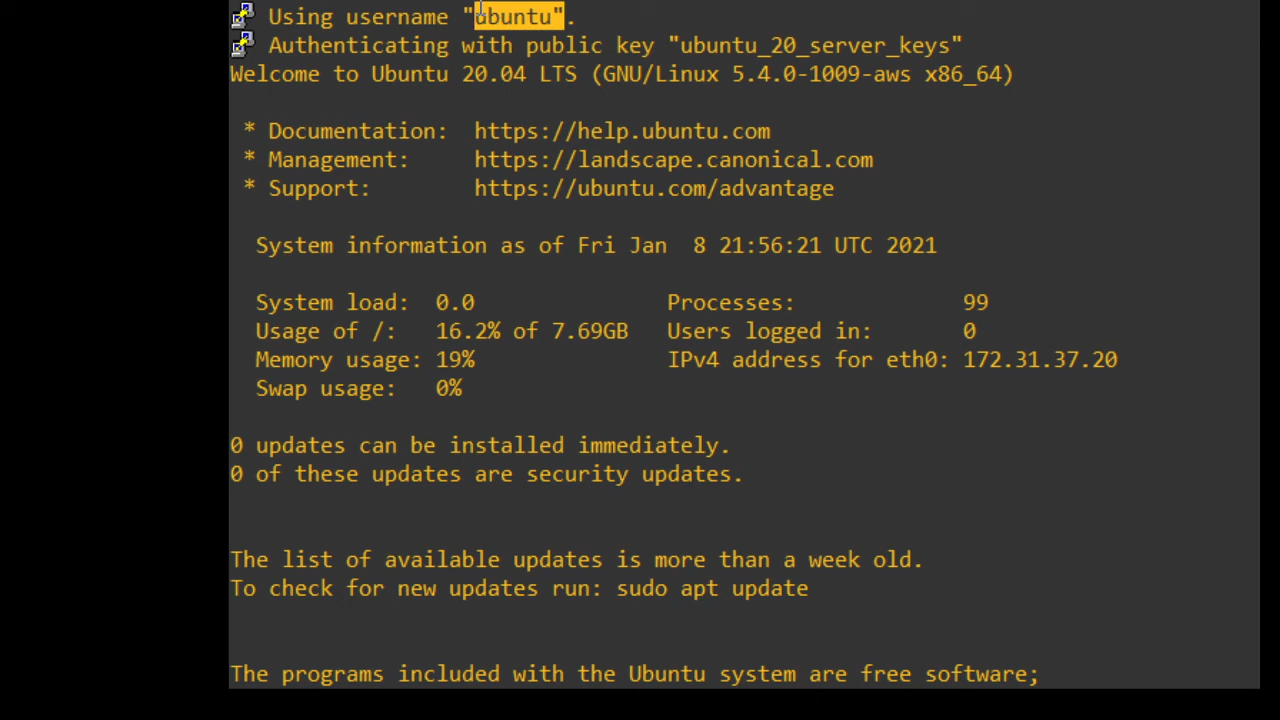 Using username "ubuntu".
Authenticating with public key "ubuntu_20_server_keys"
Welcome to Ubuntu 20.04 LTS (GNU/Linux 5.4.0-1009-aws x86_64)
* Documentation: https://help.ubuntu.com
* Management: https://landscape.canonical.com
* Support: https://ubuntu.com/advantage
System information as of Fri Jan 8 21:56:21 UTC 2021
System load: 0.0 Processes: 99
Usage of /: 16.2% of 7.69GB Users logged in: 0
Memory usage: 19% IPv4 address for eth0: 172.31.37.20
Swap usage: 0%
0 updates can be installed immediately.
0 of these updates are security updates.
The list of available updates is more than a week old.
To check for new updates run: sudo apt update
The programs included with the Ubuntu system are free software;